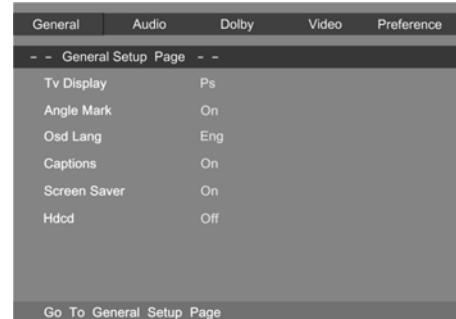 General Audio Dolby Video Preference
- - General Setup Page - -
Tv Display Ps
Angle Mark On
Osd Lang Eng
Captions On
Screen Saver On
Hdcd Off
Go To General Setup Page